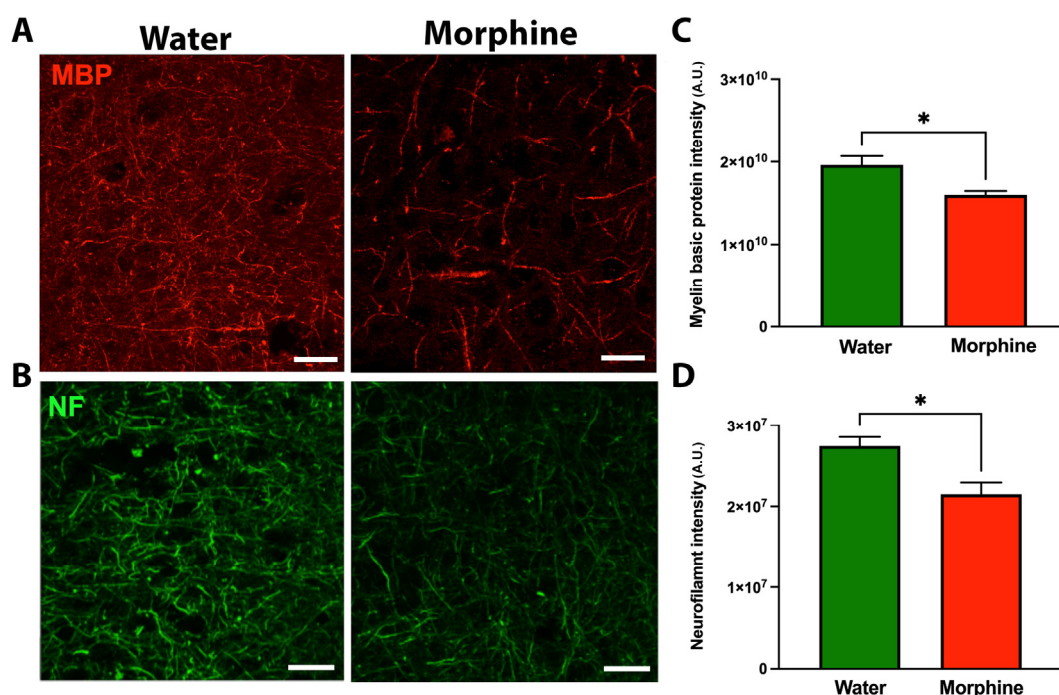 A
Water
Morphine
MBP
B
NF
C
Myelin basic protein intensity (A.U.)
3×10¹⁰
2×10¹⁰
1×10¹⁰
0
*
Water
Morphine
D
Neurofilamnt intensity (A.U.)
3×10⁷
2×10⁷
1×10⁷
0
*
Water
Morphine